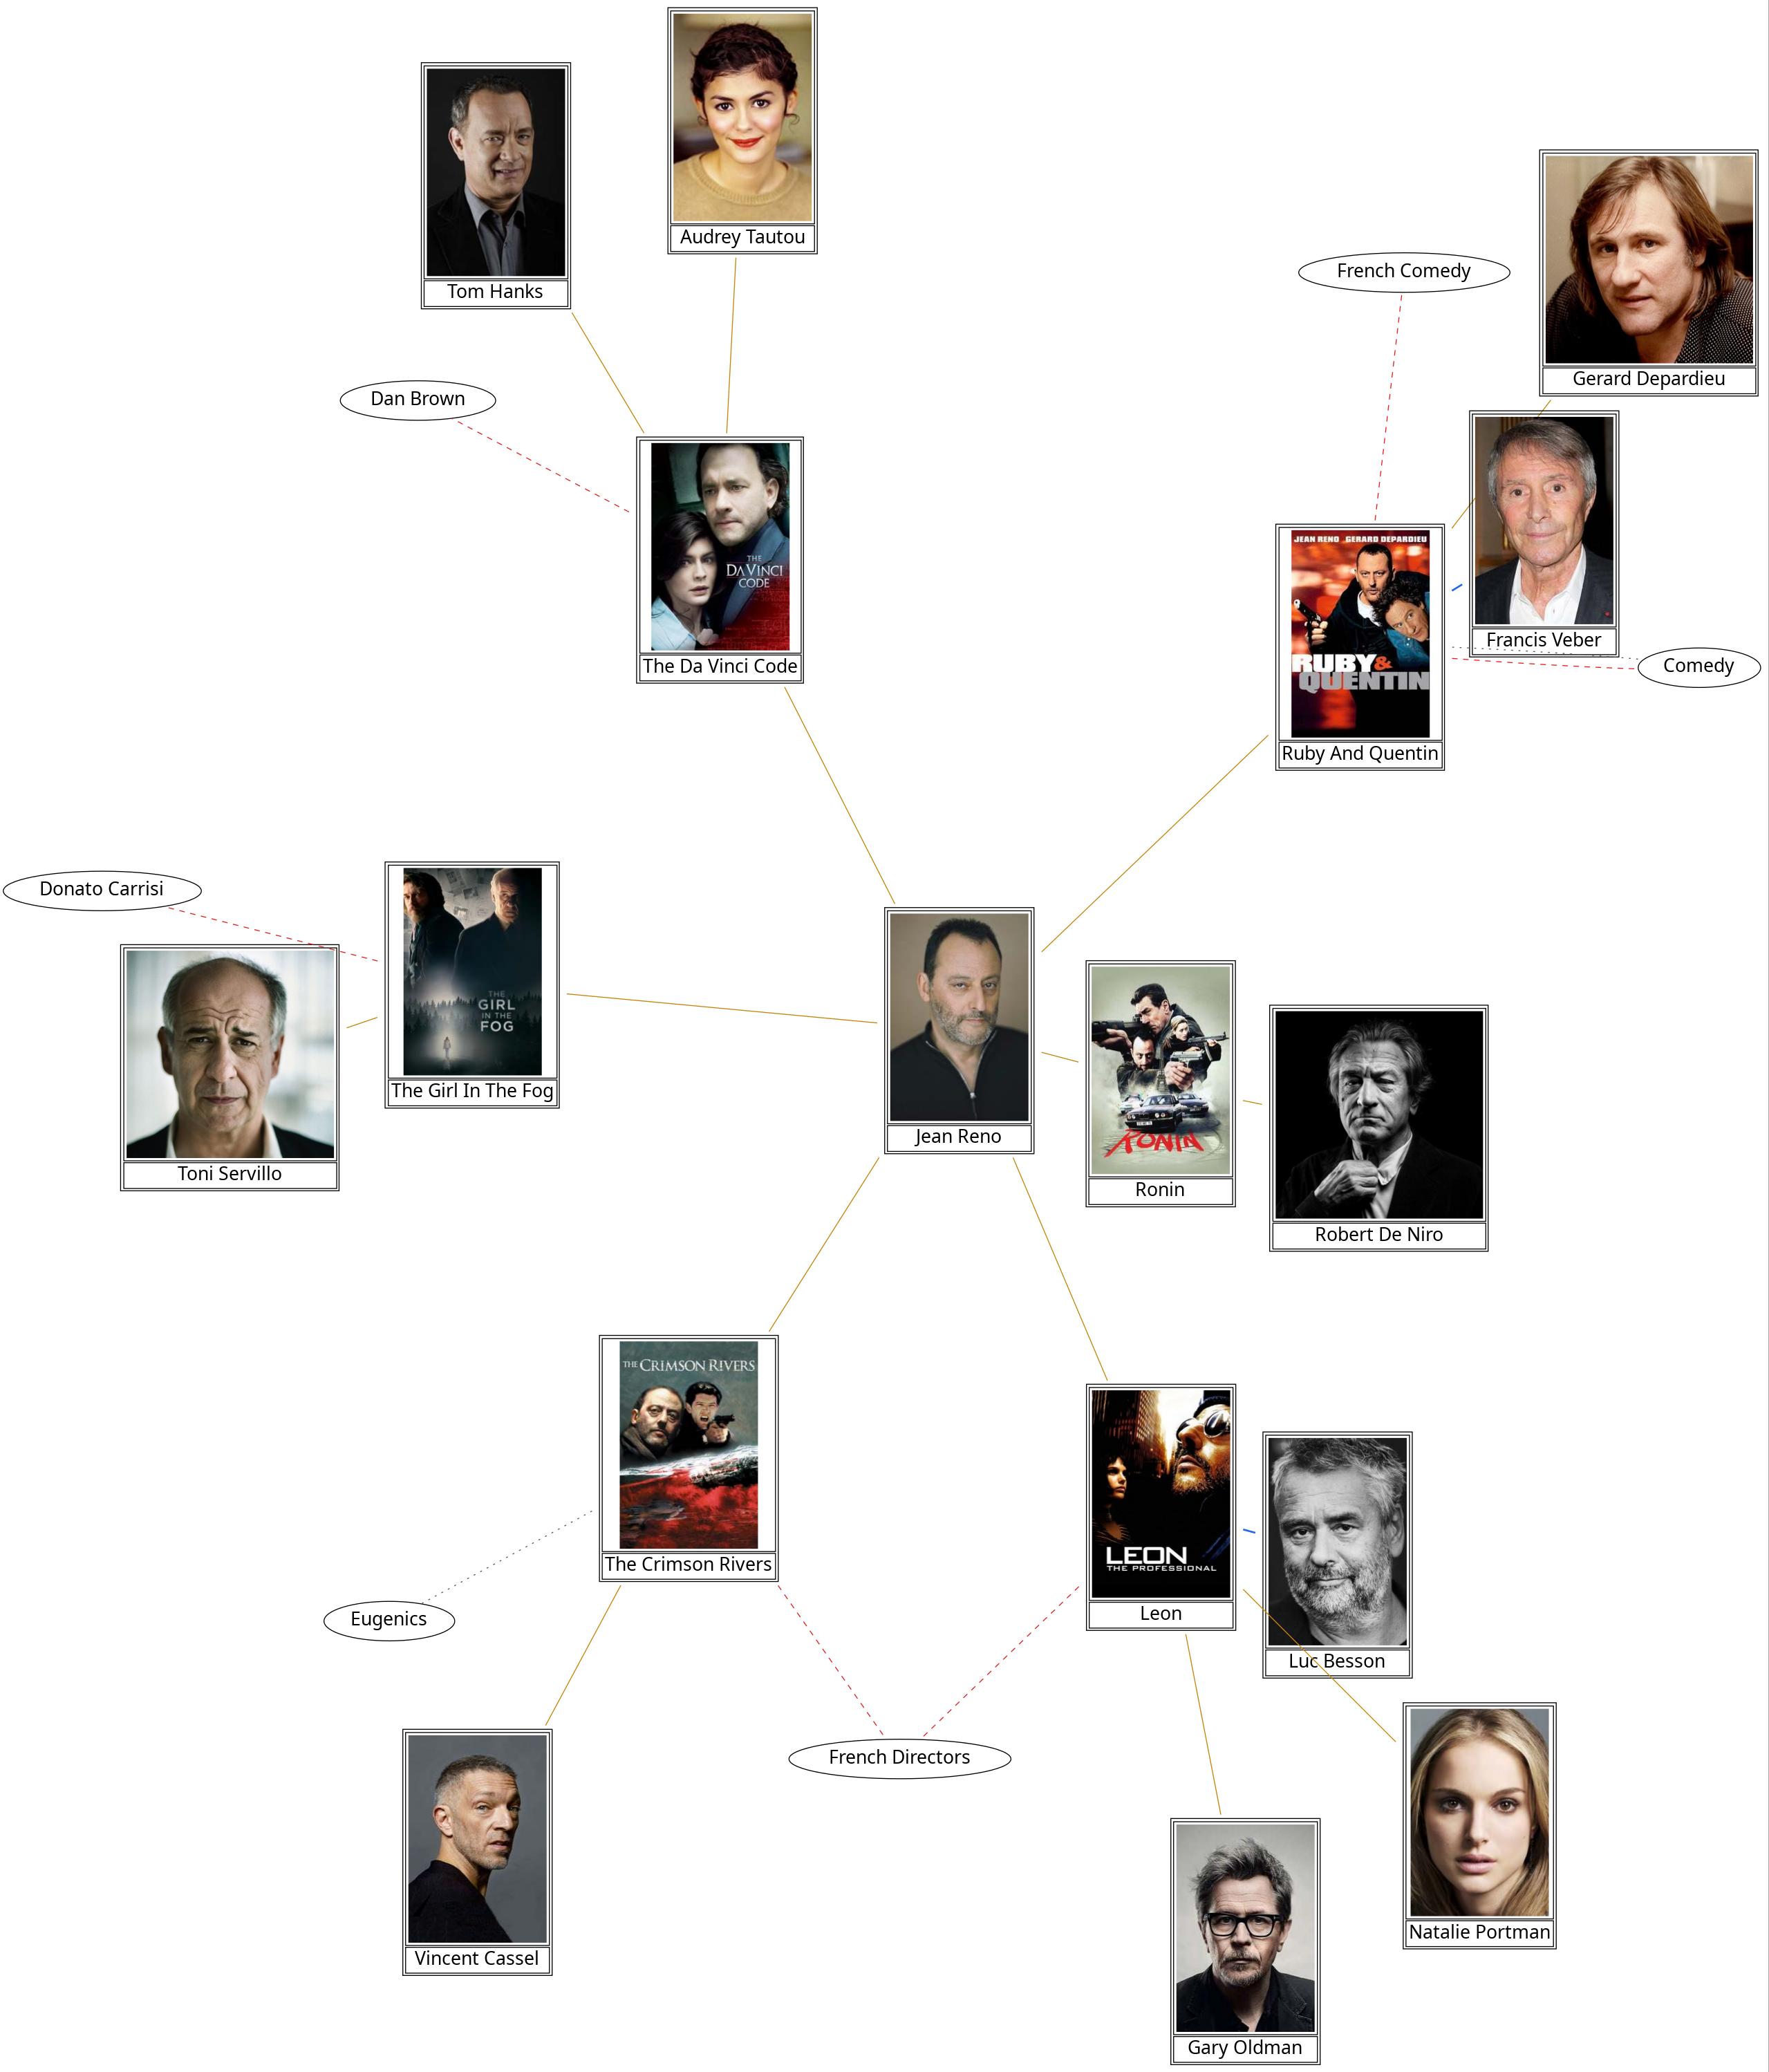 Audrey Tautou
Tom Hanks
French Comedy
Gerard Depardieu
Dan Brown
THE
DA VINCI
CODE
The Da Vinci Code
JEAN RENO GERARD DEPARDIEU
RUBY &
QUENTIN
Ruby And Quentin
Francis Veber
Comedy
Donato Carrisi
THE
GIRL
IN THE
FOG
The Girl In The Fog
Toni Servillo
Jean Reno
RONIN
Ronin
Robert De Niro
THE CRIMSON RIVERS
The Crimson Rivers
LEON
THE PROFESSIONAL
Leon
Luc Besson
Eugenics
French Directors
Vincent Cassel
Natalie Portman
Gary Oldman